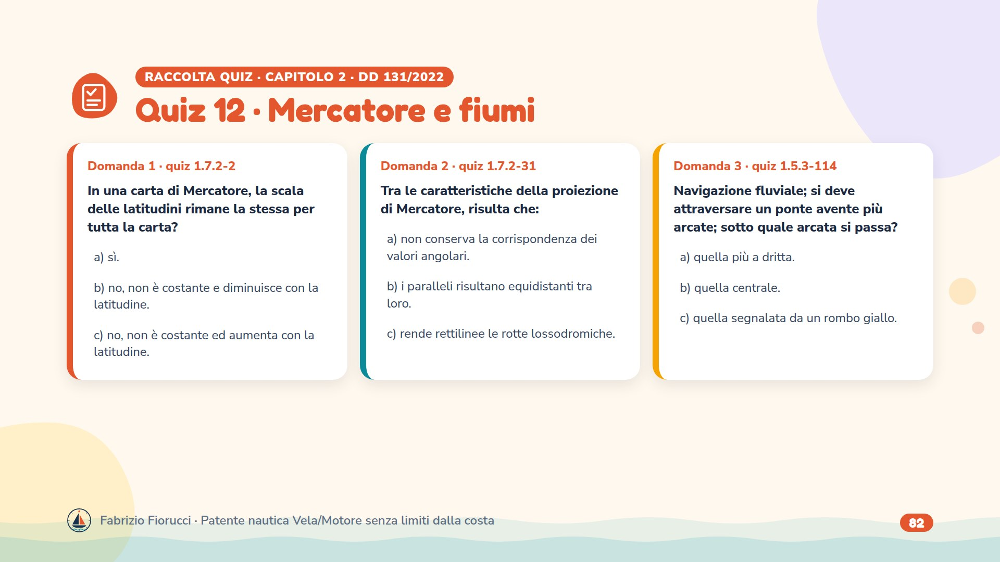 RACCOLTA QUIZ · CAPITOLO 2 · DD 131/2022
Quiz 12 · Mercatore e fiumi
Domanda 1 · quiz 1.7.2-2
In una carta di Mercatore, la scala
delle latitudini rimane la stessa per
tutta la carta?
a) sì.
b) no, non è costante e diminuisce con la
latitudine.
c) no, non è costante ed aumenta con la
latitudine.
Domanda 2 · quiz 1.7.2-31
Tra le caratteristiche della proiezione
di Mercatore, risulta che:
a) non conserva la corrispondenza dei
valori angolari.
b) i paralleli risultano equidistanti tra
loro.
c) rende rettilinee le rotte lossodromiche.
Domanda 3 · quiz 1.5.3-114
Navigazione fluviale; si deve
attraversare un ponte avente più
arcate; sotto quale arcata si passa?
a) quella più a dritta.
b) quella centrale.
c) quella segnalata da un rombo giallo.
Fabrizio Fiorucci · Patente nautica Vela/Motore senza limiti dalla costa
82